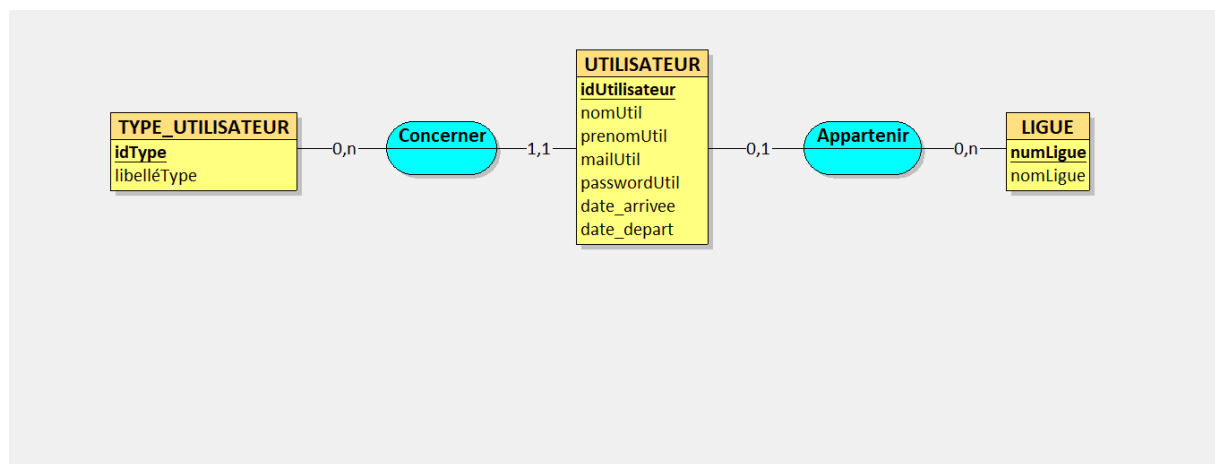 TYPE_UTILISATEUR
idType
libelléType
0,n
Concerner
1,1
UTILISATEUR
idUtilisateur
nomUtil
prenomUtil
mailUtil
passwordUtil
date_arrivee
date_depart
0,1
Appartenir
0,n
LIGUE
numLigue
nomLigue